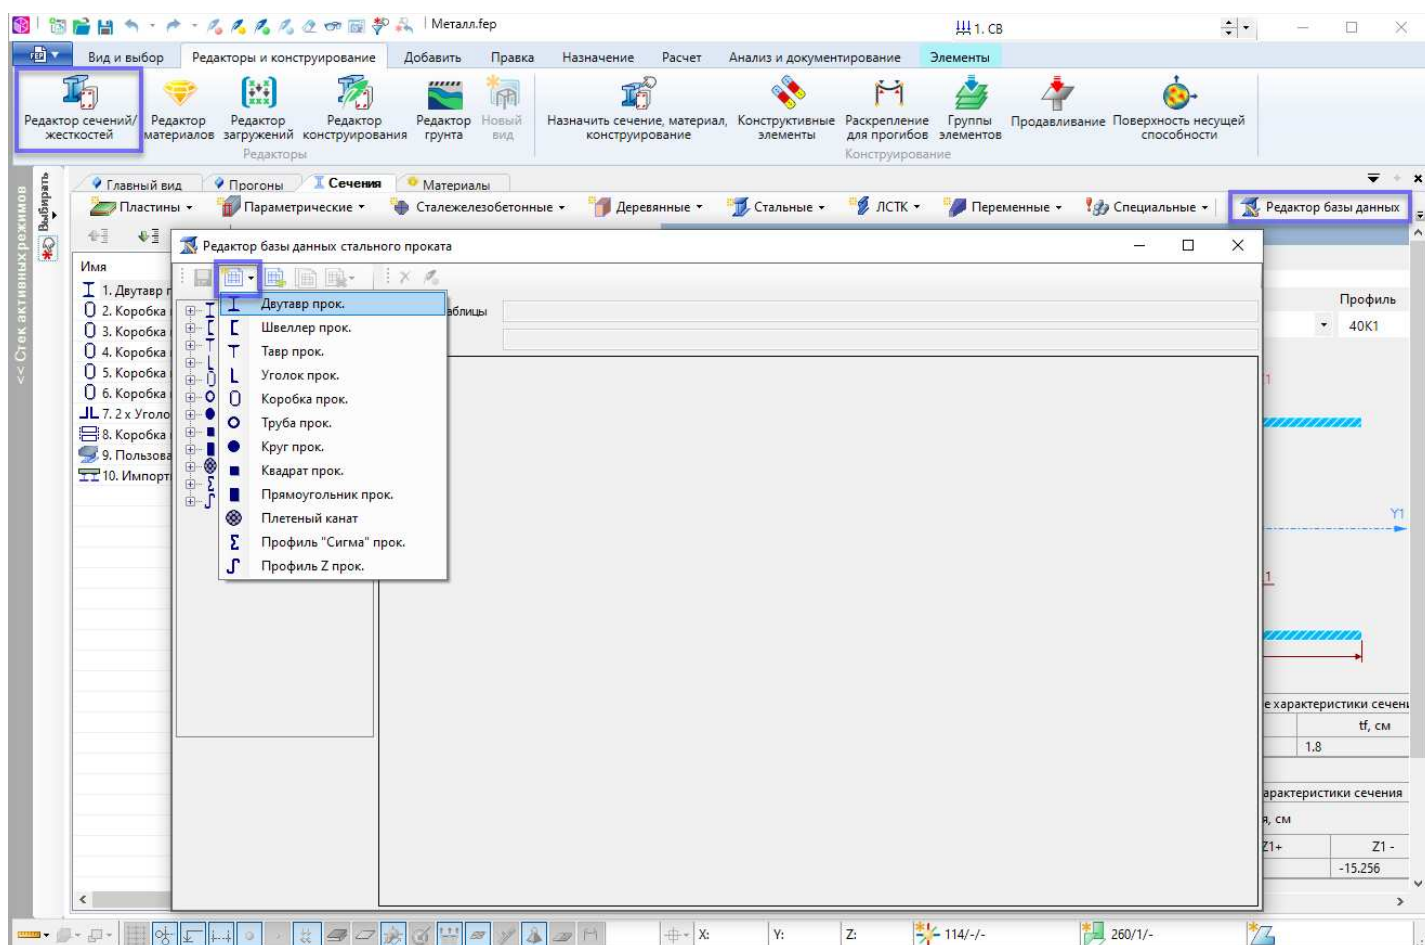 Металл.fep
1. СВ
Вид и выбор Редакторы и конструирование Добавить Правка Назначение Расчет Анализ и документирование Элементы
Редактор сечений/ жесткостей
Редактор материалов
Редактор загружений
Редактор конструирования
Редактор грунта
Новый вид
Назначить сечение, материал, конструирование
Конструктивные элементы
Раскрепление для прогибов
Группы элементов
Продавливание
Поверхность несущей способности
Редакторы
Конструирование
Главный вид Прогоны Сечения Материалы
Пластины Параметрические Сталежелезобетонные Деревянные Стальные ЛСТК Переменные Специальные Редактор базы данных
<< Стек активных режимов
Выбирать
Имя
1. Двутавр
2. Коробка
3. Коробка
4. Коробка
5. Коробка
6. Коробка
7. 2 x Уголо
8. Коробка
9. Пользова
10. Импорт
Редактор базы данных стального проката
аблицы
Двутавр прок.
Швеллер прок.
Тавр прок.
Уголок прок.
Коробка прок.
Труба прок.
Круг прок.
Квадрат прок.
Прямоугольник прок.
Плетеный канат
Профиль "Сигма" прок.
Профиль Z прок.
Профиль
40К1
Y1
е характеристики сечени
tf, см
1.8
арактеристики сечения
я, см
Z1+ Z1 -
-15.256
X: Y: Z: 114/-/- 260/1/-